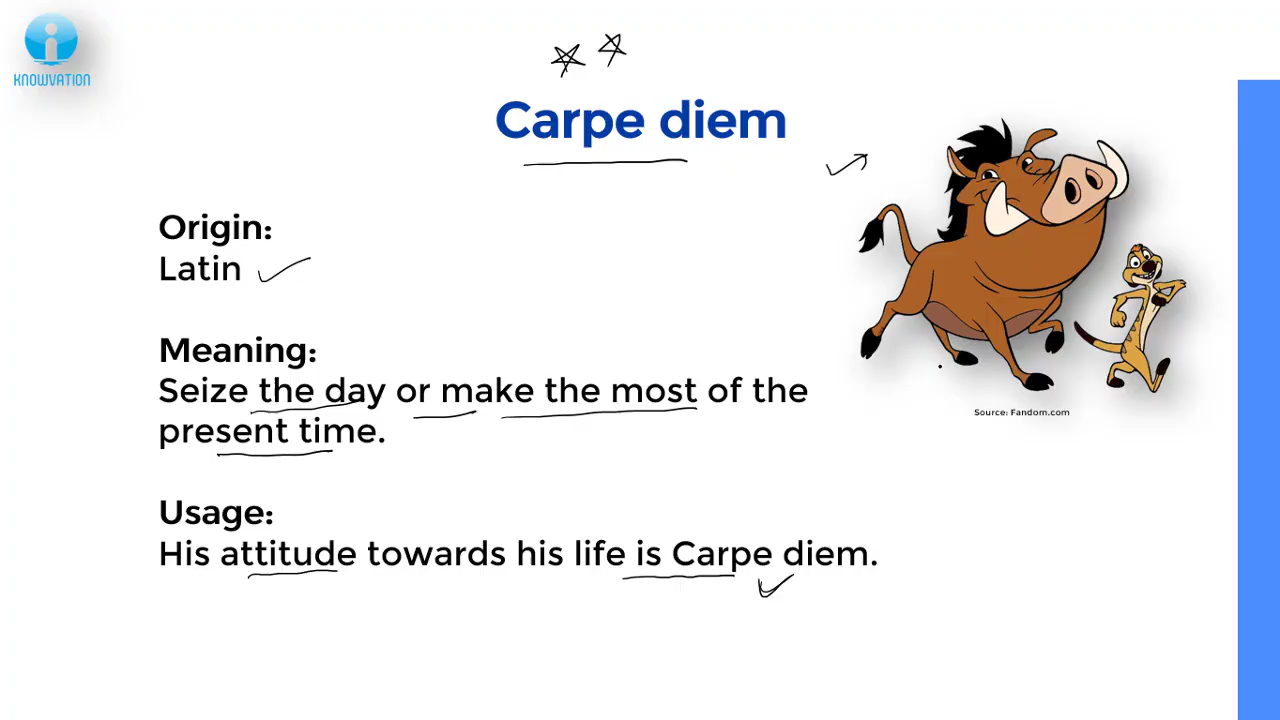 KNOWVATION
Carpe diem
Origin:
Latin
Meaning:
Seize the day or make the most of the
present time.
Source: Fandom.com
Usage:
His attitude towards his life is Carpe diem.